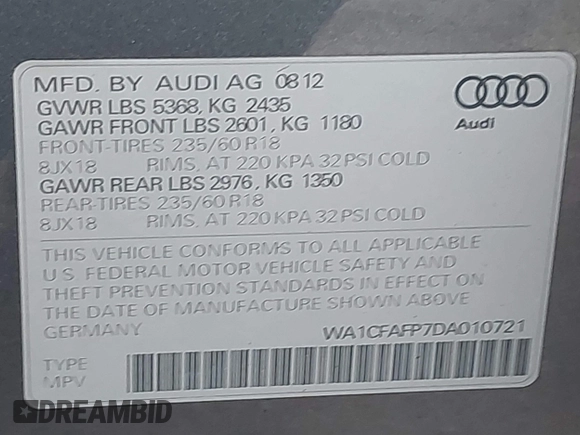 MFD. BY AUDI AG 08 12
GVWR LBS 5368, KG 2435
GAWR FRONT LBS 2601, KG 1180
FRONT-TIRES 235/60 R18
8JX18 RIMS, AT 220 KPA 32 PSI COLD
GAWR REAR LBS 2976, KG 1350
REAR-TIRES 235/60 R18
8JX18 RIMS, AT 220 KPA 32 PSI COLD
Audi
THIS VEHICLE CONFORMS TO ALL APPLICABLE
U.S. FEDERAL MOTOR VEHICLE SAFETY AND
THEFT PREVENTION STANDARDS IN EFFECT ON
THE DATE OF MANUFACTURE SHOWN ABOVE
GERMANY WA1CFAFP7DA010721
TYPE
MPV
DREAMBID